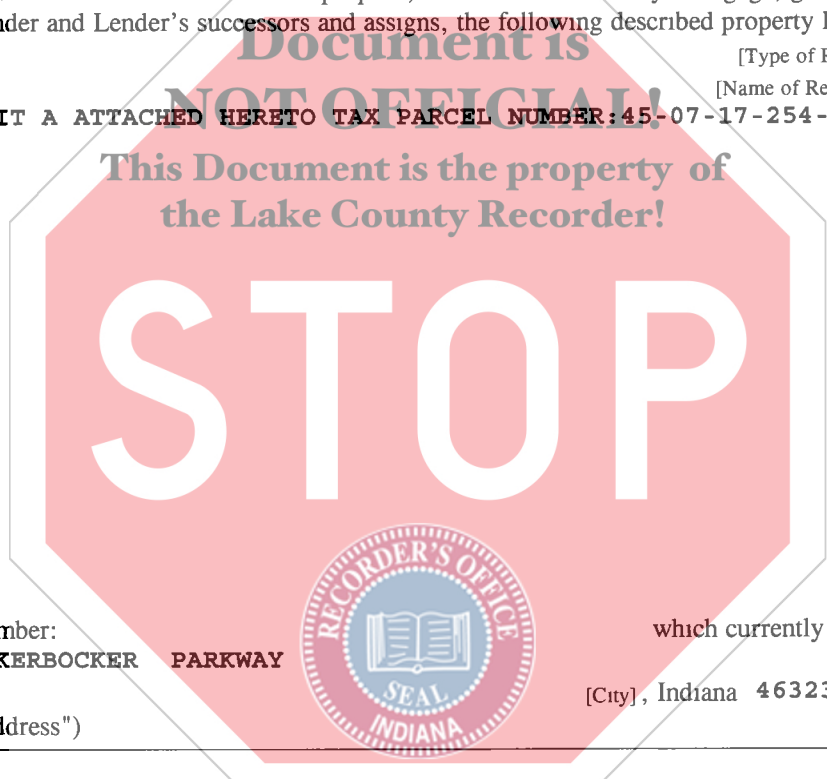 nder and Lender's successors and assigns, the following described property l
Document is
[Type of R
[Name of Re
NOT OFFICIAL!
IT A ATTACHED HERETO TAX PARCEL NUMBER:45-07-17-254-
This Document is the property of
the Lake County Recorder!
STOP
RECORDER'S OFFICE
SEAL
INDIANA
mber:
which currently
KERBOCKER PARKWAY
[City], Indiana 46323
ddress")